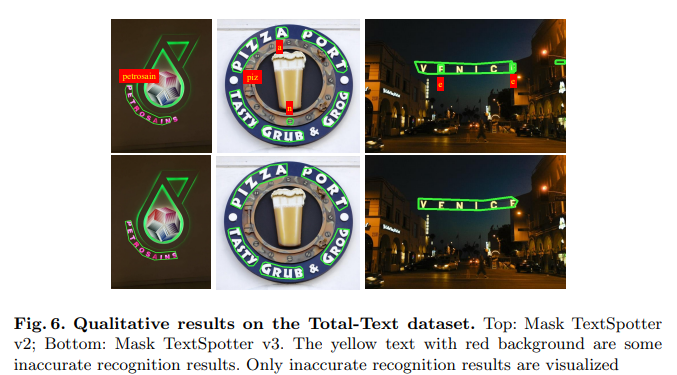 petrosain
PETROSAINS
PIZZA PORT
a
piz
n
TASTY GRUB & GROG
VENICE
e
e
PETROSAINS
PIZZA PORT
TASTY GRUB & GROG
VENICE
Fig. 6. Qualitative results on the Total-Text dataset. Top: Mask TextSpotter
v2; Bottom: Mask TextSpotter v3. The yellow text with red background are some
inaccurate recognition results. Only inaccurate recognition results are visualized